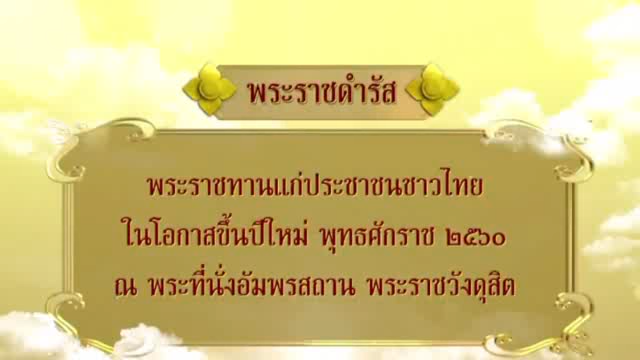 พระราชดำรัส
พระราชทานแก่ประชาชนชาวไทย
ในโอกาสขึ้นปีใหม่ พุทธศักราช ๒๕๖๐
ณ พระที่นั่งอัมพรสถาน พระราชวังดุสิต